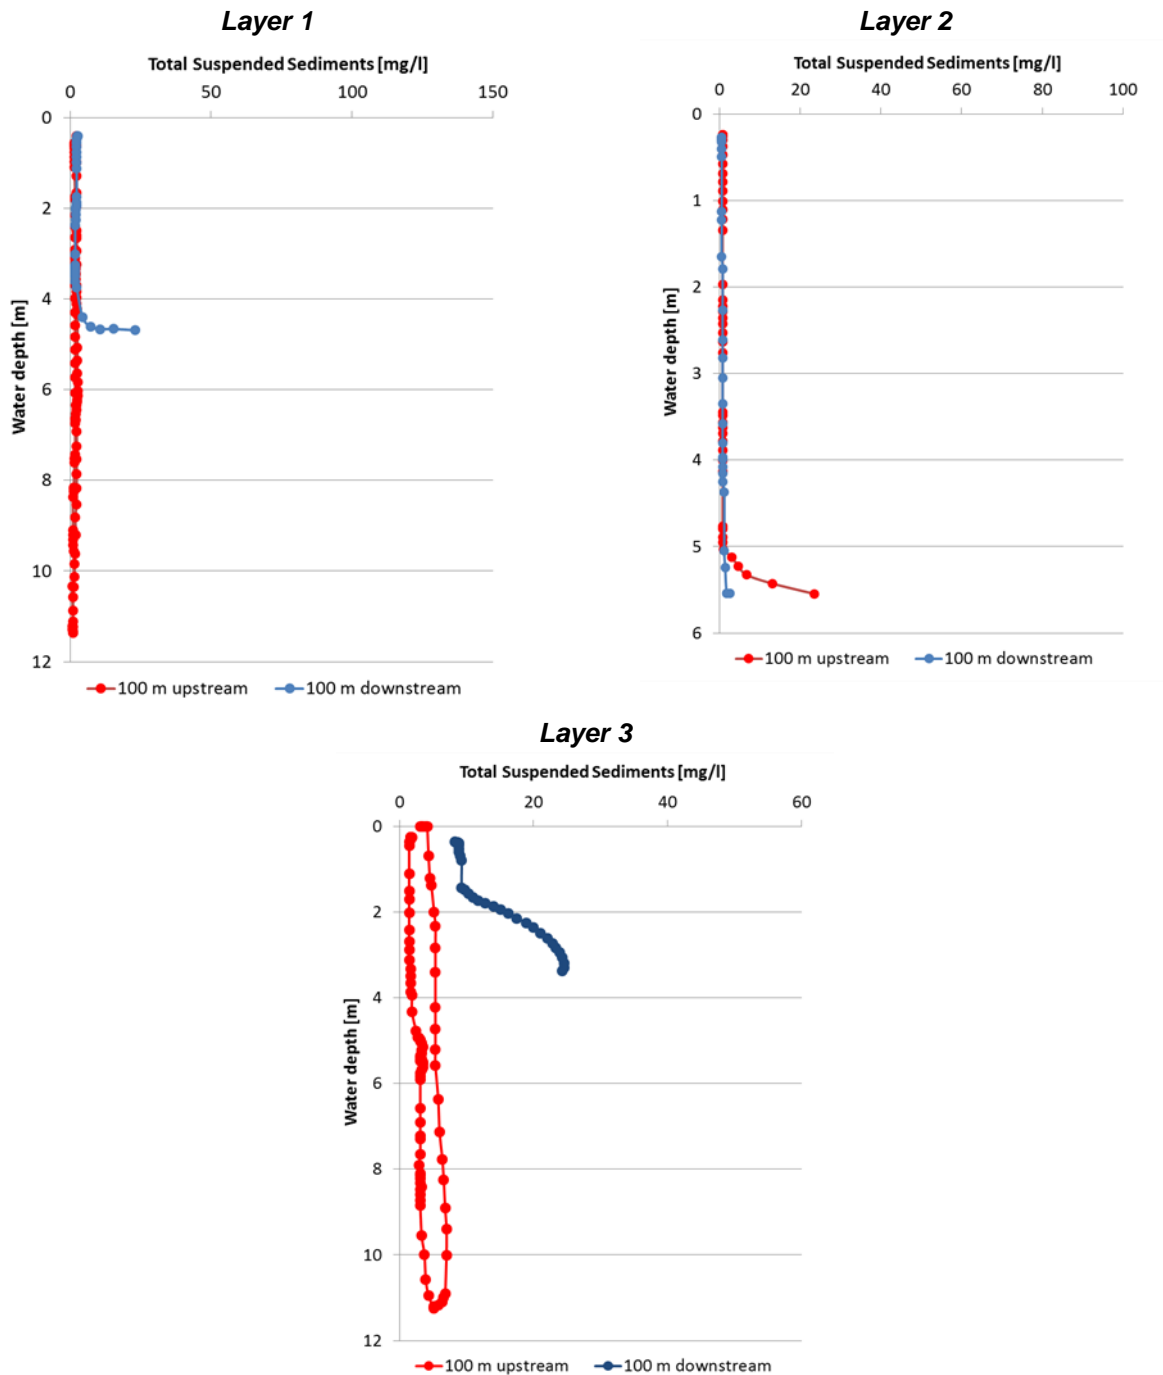 Layer 1
Total Suspended Sediments [mg/l]
0 50 100 150
0
2
4
6
8
10
12
Water depth [m]
100 m upstream 100 m downstream
Layer 2
Total Suspended Sediments [mg/l]
0 20 40 60 80 100
0
1
2
3
4
5
6
Water depth [m]
100 m upstream 100 m downstream
Layer 3
Total Suspended Sediments [mg/l]
0 20 40 60
0
2
4
6
8
10
12
Water depth [m]
100 m upstream 100 m downstream